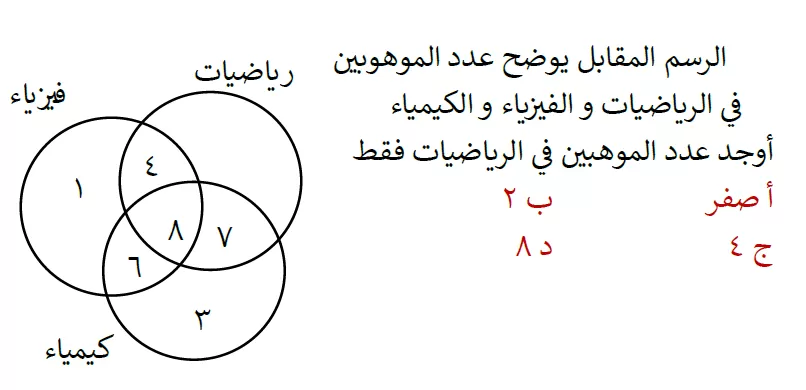 الرسم المقابل يوضح عدد الموهوبين
في الرياضيات و الفيزياء و الكيمياء
أوجد عدد الموهبين في الرياضيات فقط
أ صفر ب ٢
ج ٤ د ٨
رياضيات
فيزياء
٤
١
٨ ٧
٦
٣
كيمياء